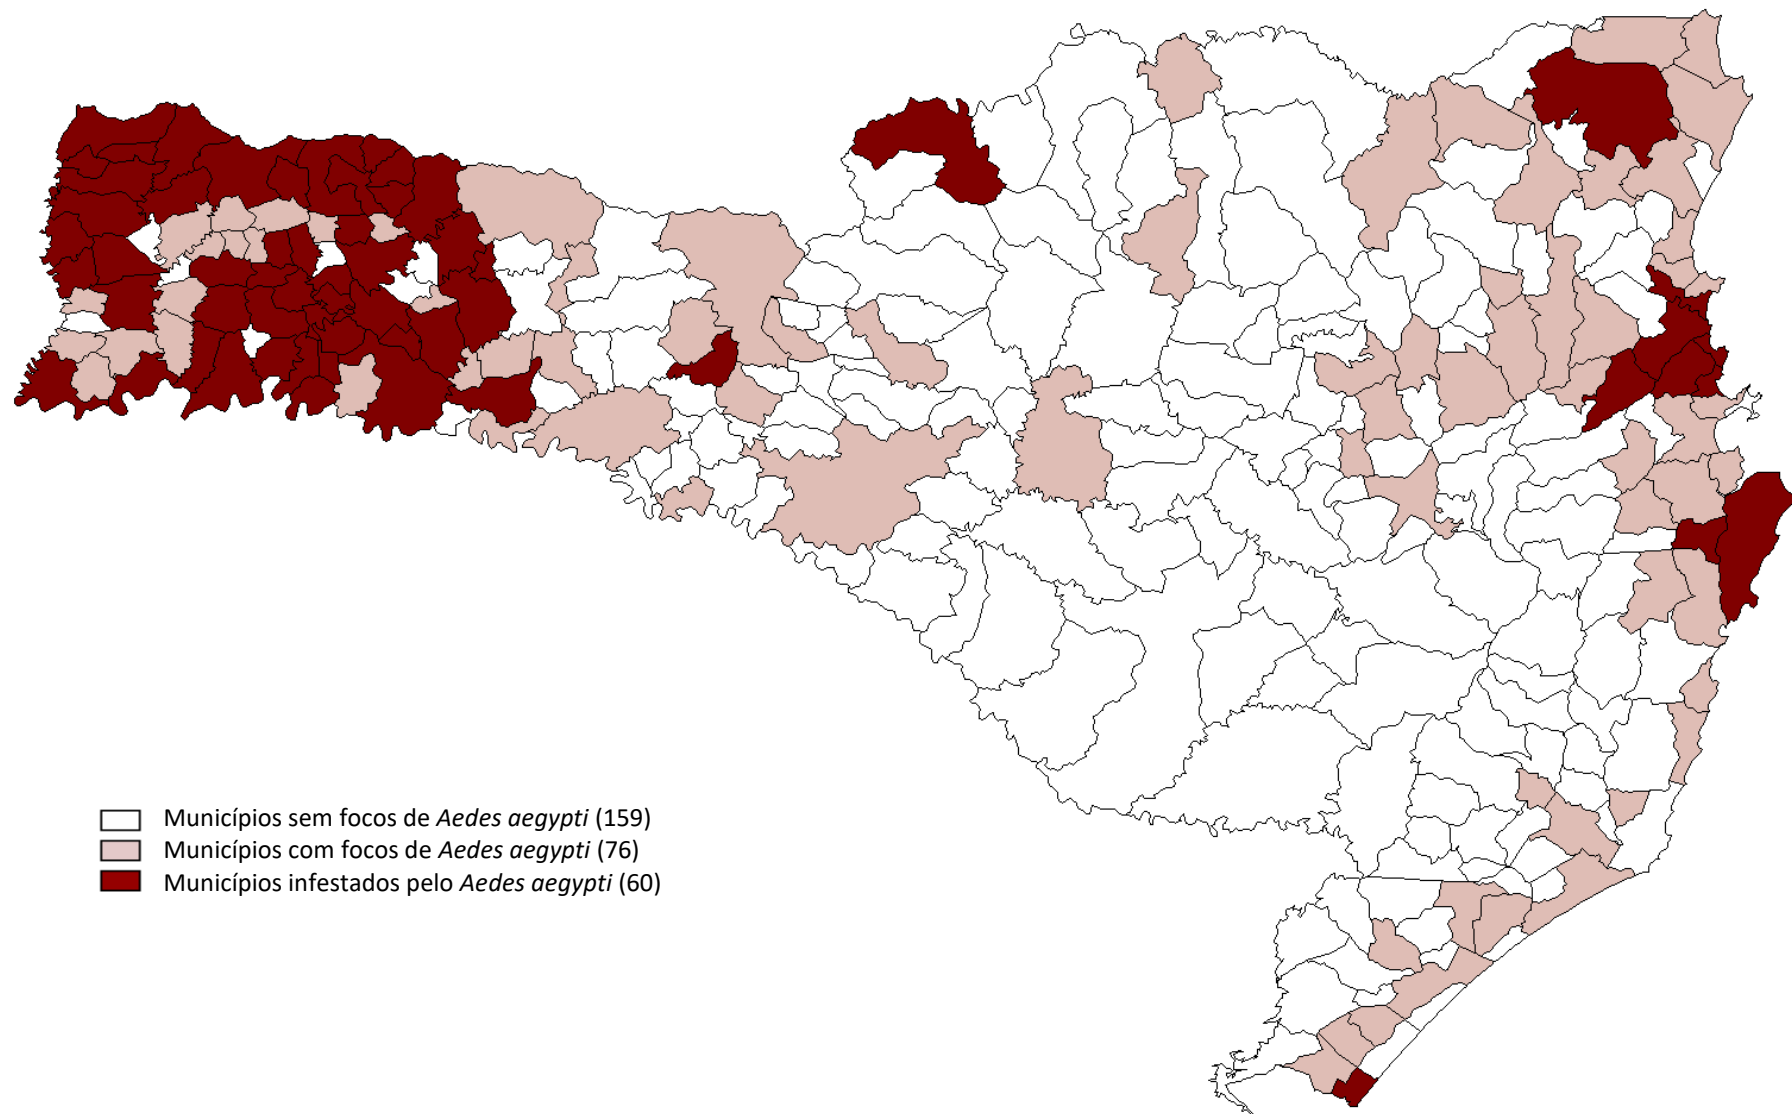 Municípios sem focos de Aedes aegypti (159)
Municípios com focos de Aedes aegypti (76)
Municípios infestados pelo Aedes aegypti (60)